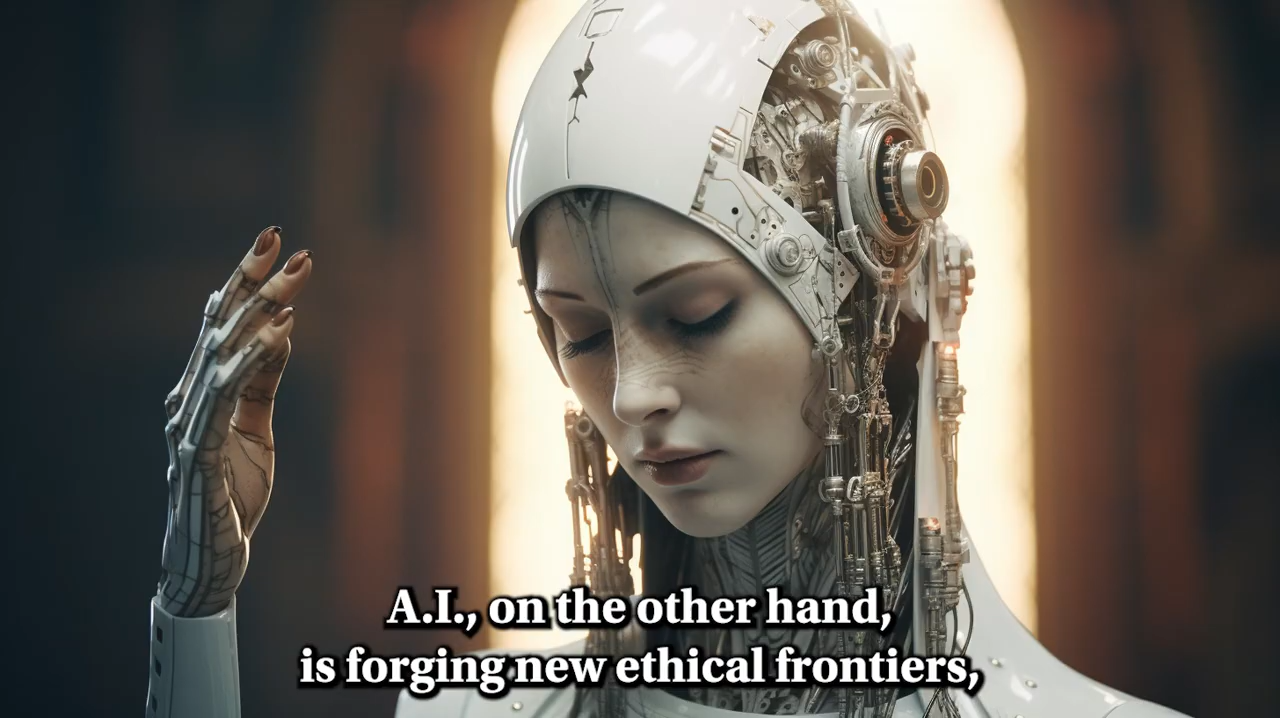 A.I., on the other hand,
is forging new ethical frontiers,